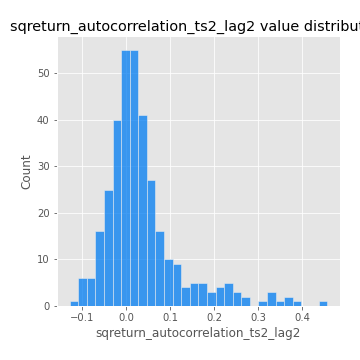 sqreturn_autocorrelation_ts2_lag2 value distribut
50
40
30
20
10
0
Count
−0.1 0.0 0.1 0.2 0.3 0.4
sqreturn_autocorrelation_ts2_lag2